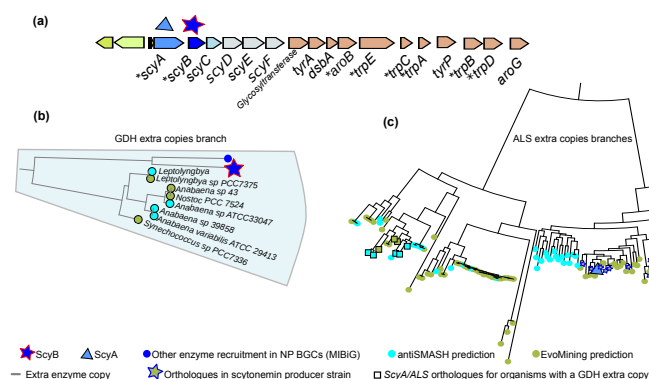 (a)
*scyA
*scyB
scyC
scyD
scyE
scyF
Glycosyltransferase
tyrA
dsbA
*aroB
*trpE
*trpC
*trpA
tyrP
*trpB
*trpD
aroG
(b)
GDH extra copies branch
Leptolyngbya
Leptolyngbya sp PCC7375
Anabaena sp 43
Nostoc PCC 7524
Anabaena sp ATCC33047
Anabaena sp 39858
Anabaena variabilis ATCC 29413
Synechococcus sp PCC7336
(c)
ALS extra copies branches
ScyB
ScyA
Other enzyme recruitment in NP BGCs (MIBiG)
antiSMASH prediction
EvoMining prediction
Extra enzyme copy
Orthologues in scytonemin producer strain
ScyA/ALS orthologues for organisms with a GDH extra copy